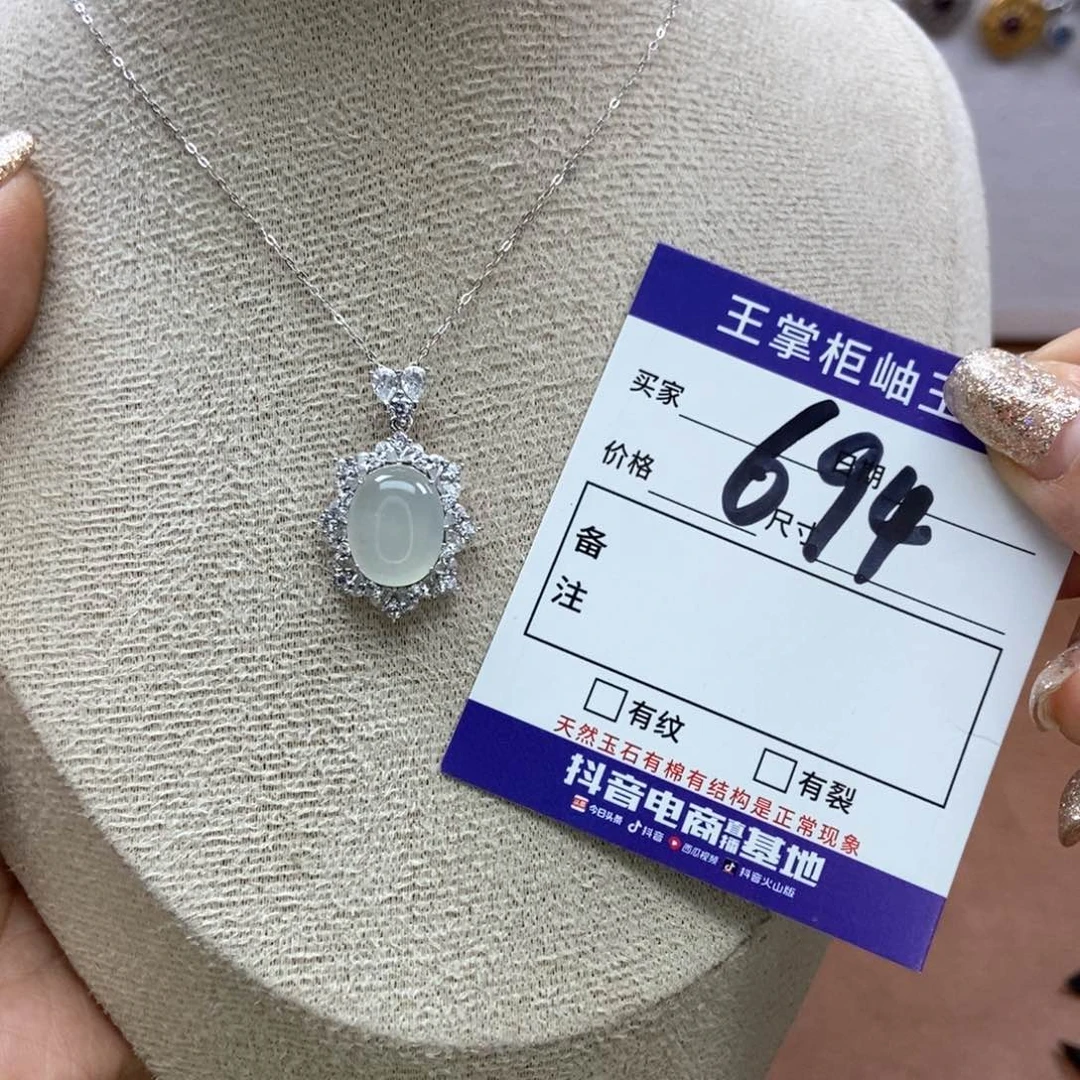 王掌柜岫玉
买家
日期
价格
尺寸
694
备
注
有纹
有裂
天然玉石有棉有结构是正常现象
抖音电商直播基地
今日头条 抖音 西瓜视频 抖音火山版